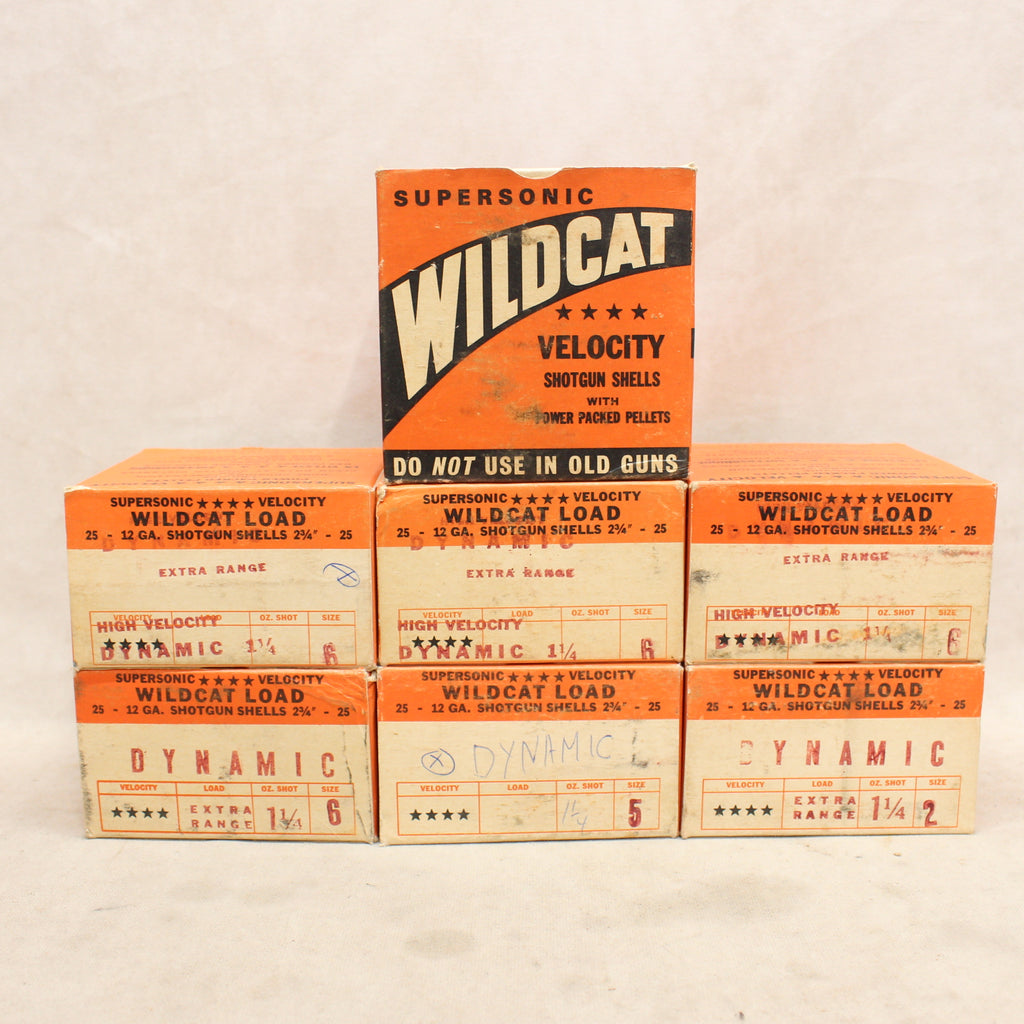 SUPERSONIC
WILDCAT
★★★★
VELOCITY
SHOTGUN SHELLS
WITH
POWER PACKED PELLETS
DO NOT USE IN OLD GUNS
SUPERSONIC ★★★★ VELOCITY
WILDCAT LOAD
25 - 12 GA. SHOTGUN SHELLS 2¾" - 25
DYNAMIC
EXTRA RANGE
VELOCITY LOAD OZ. SHOT SIZE
HIGH VELOCITY
★★★★
DYNAMIC 1¼ 6
SUPERSONIC ★★★★ VELOCITY
WILDCAT LOAD
25 - 12 GA. SHOTGUN SHELLS 2¾" - 25
DYNAMIC
EXTRA RANGE
VELOCITY LOAD OZ. SHOT SIZE
HIGH VELOCITY
★★★★
DYNAMIC 1¼ 6
SUPERSONIC ★★★★ VELOCITY
WILDCAT LOAD
25 - 12 GA. SHOTGUN SHELLS 2¾" - 25
EXTRA RANGE
VELOCITY LOAD OZ. SHOT SIZE
HIGH VELOCITY
★★★★
DYNAMIC 1¼ 6
SUPERSONIC ★★★★ VELOCITY
WILDCAT LOAD
25 - 12 GA. SHOTGUN SHELLS 2¾" - 25
DYNAMIC
VELOCITY LOAD OZ. SHOT SIZE
★★★★ EXTRA RANGE 1¼ 6
SUPERSONIC ★★★★ VELOCITY
WILDCAT LOAD
25 - 12 GA. SHOTGUN SHELLS 2¾" - 25
DYNAMIC
VELOCITY LOAD OZ. SHOT SIZE
★★★★ 1¼ 5
SUPERSONIC ★★★★ VELOCITY
WILDCAT LOAD
25 - 12 GA. SHOTGUN SHELLS 2¾" - 25
DYNAMIC
VELOCITY LOAD OZ. SHOT SIZE
★★★★ EXTRA RANGE 1¼ 2